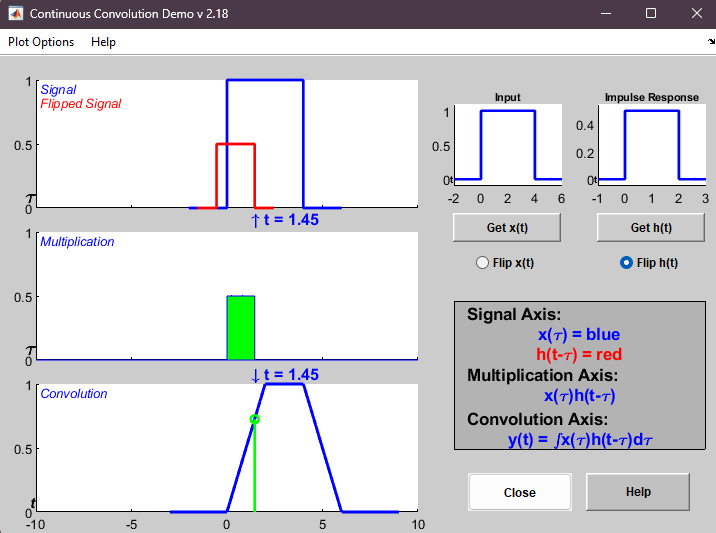 Continuous Convolution Demo v 2.18
Plot Options Help
Signal
Flipped Signal
1
0.5
0
τ
↑ t = 1.45
Multiplication
1
0.5
0
τ
↓ t = 1.45
Convolution
1
0.5
0
t
-10 -5 0 5 10
Input
1
0.5
0
t
-2 0 2 4 6
Impulse Response
0.4
0.2
0
t
-1 0 1 2 3
Get x(t) Get h(t)
Flip x(t) Flip h(t)
Signal Axis:
x(τ) = blue
h(t-τ) = red
Multiplication Axis:
x(τ)h(t-τ)
Convolution Axis:
y(t) = ∫x(τ)h(t-τ)dτ
Close Help